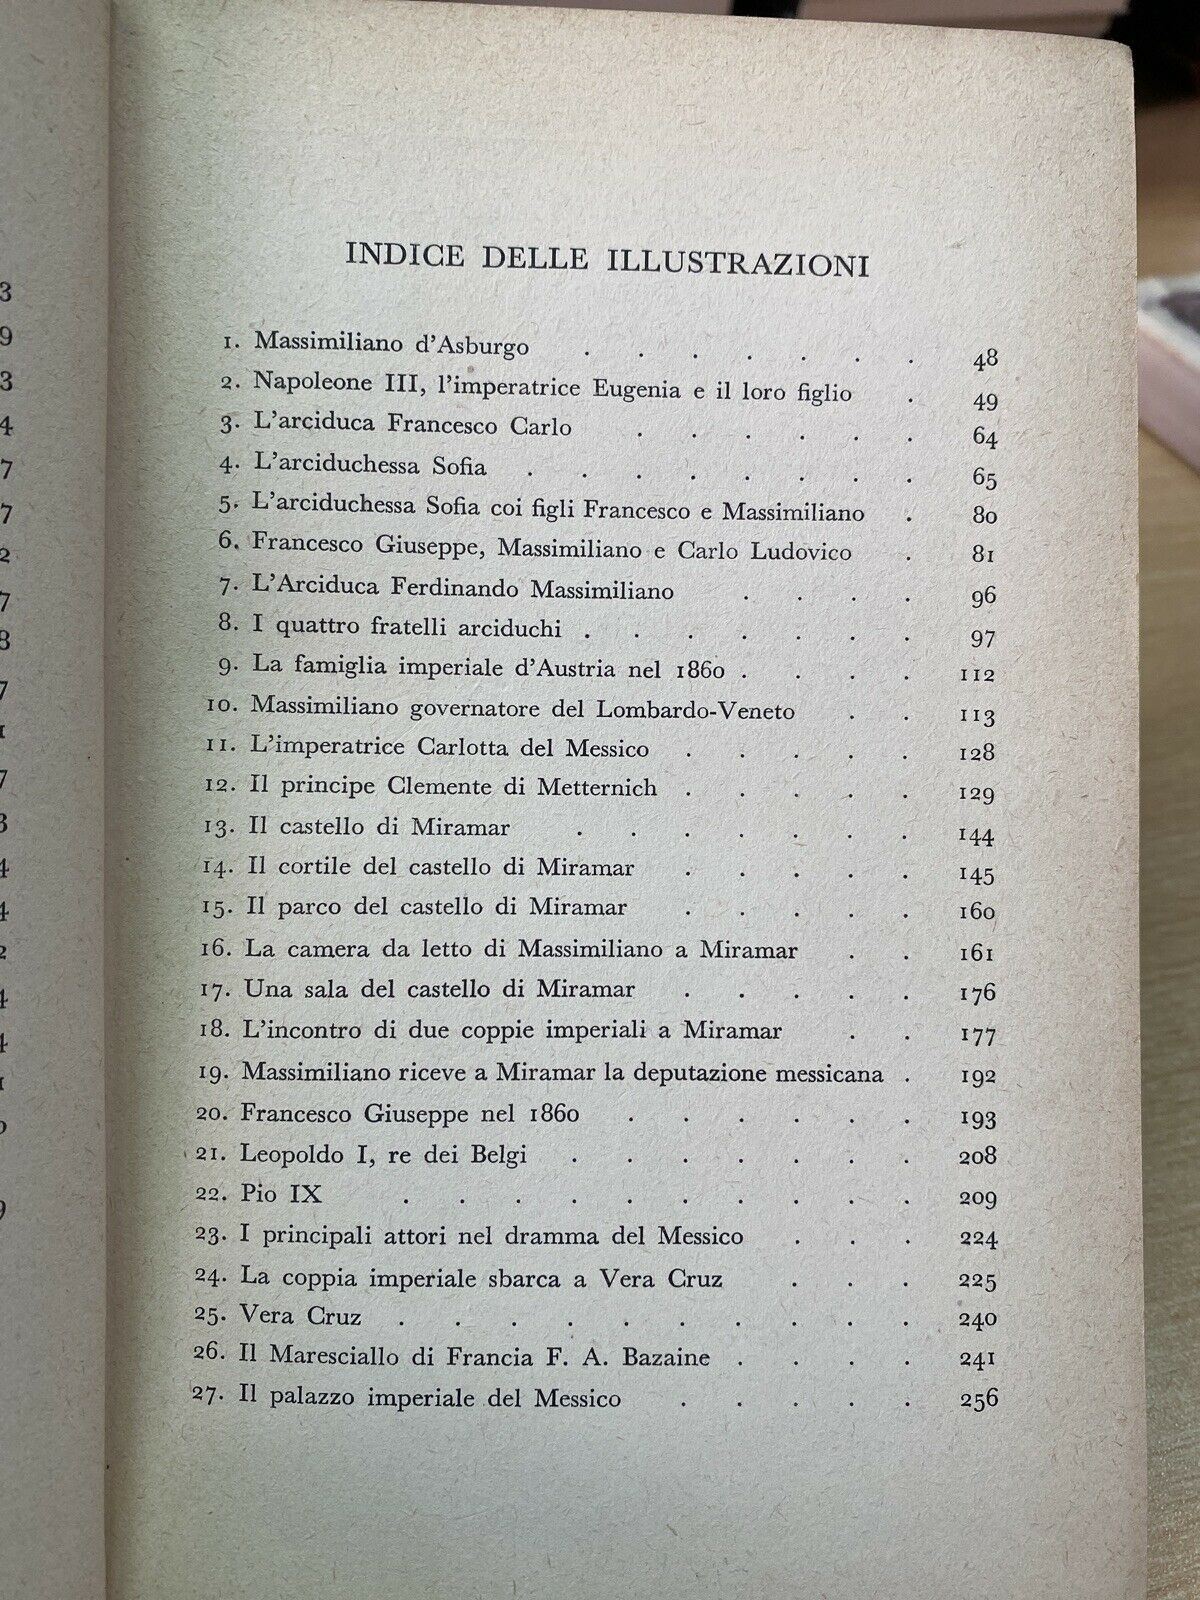 INDICE DELLE ILLUSTRAZIONI
1. Massimiliano d'Asburgo . . . . . . . 48
2. Napoleone III, l'imperatrice Eugenia e il loro figlio . 49
3. L'arciduca Francesco Carlo . . . . . . 64
4. L'arciduchessa Sofia . . . . . . . . 65
5. L'arciduchessa Sofia coi figli Francesco e Massimiliano . 80
6. Francesco Giuseppe, Massimiliano e Carlo Ludovico . 81
7. L'Arciduca Ferdinando Massimiliano . . . . 96
8. I quattro fratelli arciduchi . . . . . . . 97
9. La famiglia imperiale d'Austria nel 1860 . . . . 112
10. Massimiliano governatore del Lombardo-Veneto . . 113
11. L'imperatrice Carlotta del Messico . . . . . 128
12. Il principe Clemente di Metternich . . . . . 129
13. Il castello di Miramar . . . . . . . 144
14. Il cortile del castello di Miramar . . . . . 145
15. Il parco del castello di Miramar . . . . . 160
16. La camera da letto di Massimiliano a Miramar . . 161
17. Una sala del castello di Miramar . . . . . 176
18. L'incontro di due coppie imperiali a Miramar . . 177
19. Massimiliano riceve a Miramar la deputazione messicana . 192
20. Francesco Giuseppe nel 1860 . . . . . . 193
21. Leopoldo I, re dei Belgi . . . . . . . 208
22. Pio IX . . . . . . . . . . 209
23. I principali attori nel dramma del Messico . . . 224
24. La coppia imperiale sbarca a Vera Cruz . . . 225
25. Vera Cruz . . . . . . . . . . 240
26. Il Maresciallo di Francia F. A. Bazaine . . . . 241
27. Il palazzo imperiale del Messico . . . . . 256